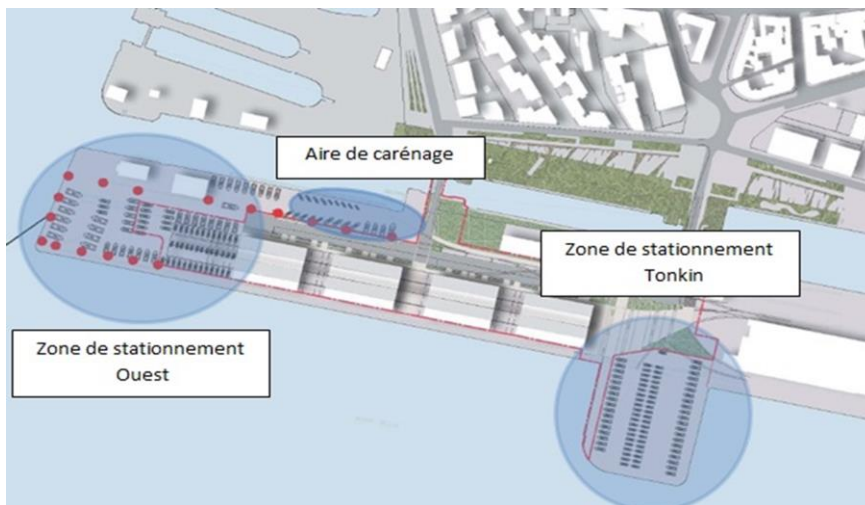 Aire de carénage
Zone de stationnement
Tonkin
Zone de stationnement
Ouest